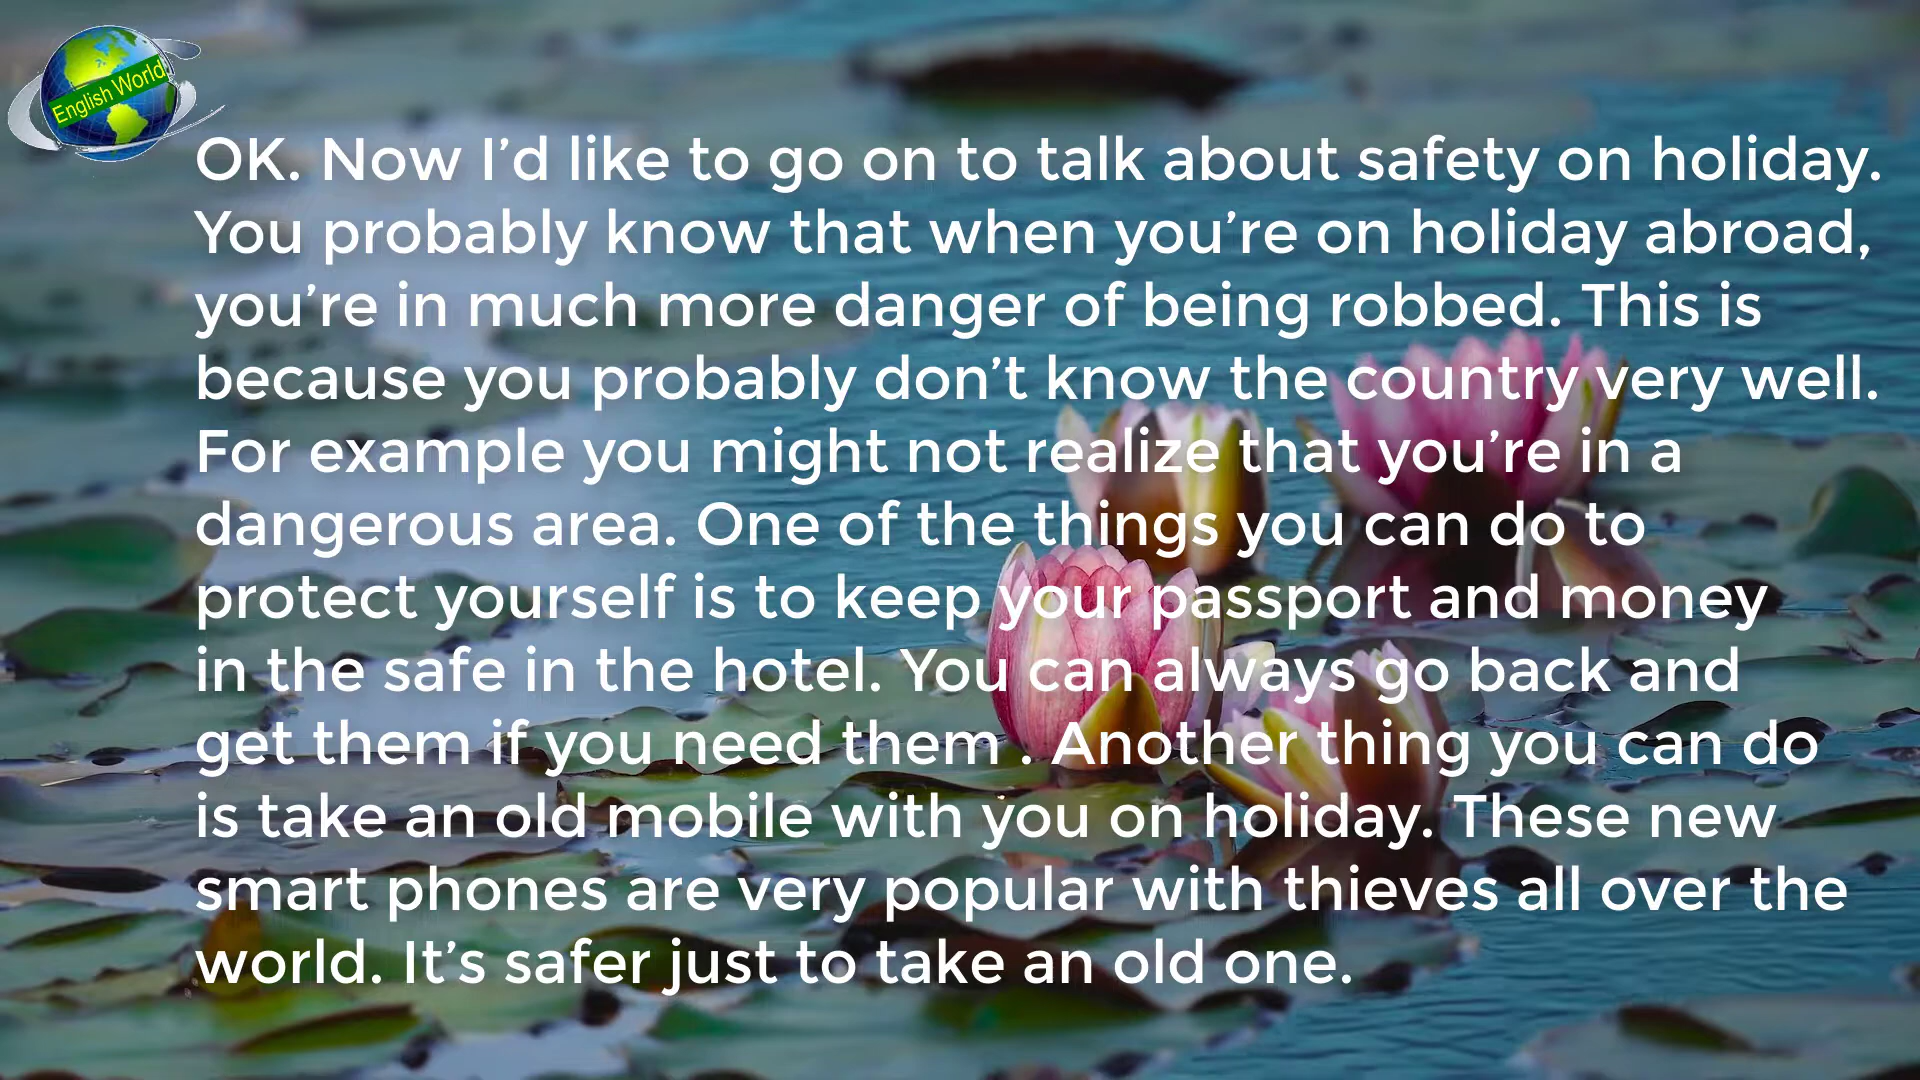 English World
OK. Now I’d like to go on to talk about safety on holiday.
You probably know that when you’re on holiday abroad,
you’re in much more danger of being robbed. This is
because you probably don’t know the country very well.
For example you might not realize that you’re in a
dangerous area. One of the things you can do to
protect yourself is to keep your passport and money
in the safe in the hotel. You can always go back and
get them if you need them . Another thing you can do
is take an old mobile with you on holiday. These new
smart phones are very popular with thieves all over the
world. It’s safer just to take an old one.